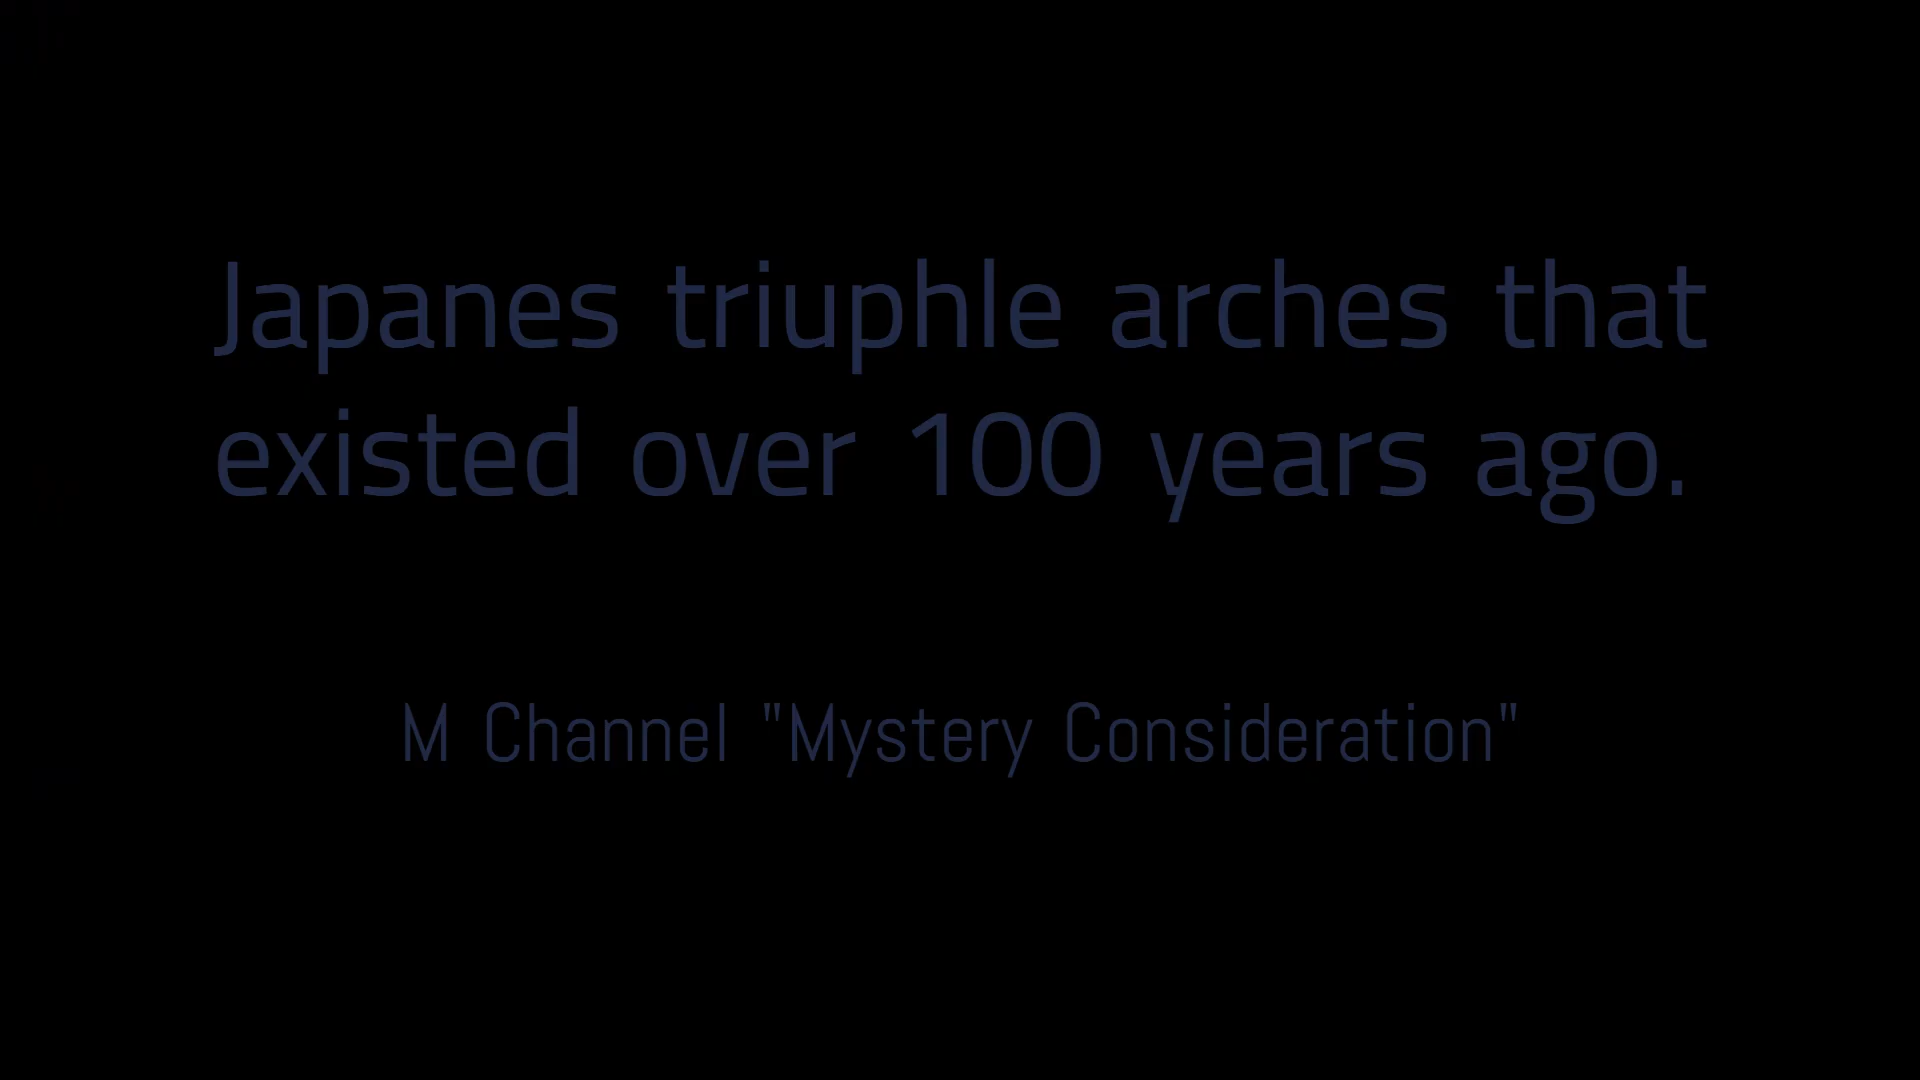 Japanes triuphle arches that
existed over 100 years ago.
M Channel "Mystery Consideration"